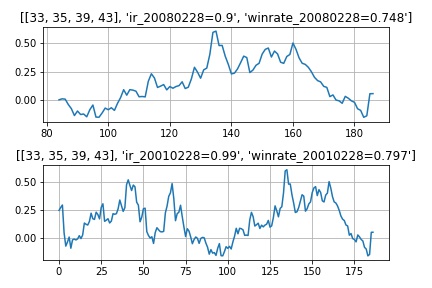 [[33, 35, 39, 43], 'ir_20080228=0.9', 'winrate_20080228=0.748']
0.50
0.25
0.00
80 100 120 140 160 180
[[33, 35, 39, 43], 'ir_20010228=0.99', 'winrate_20010228=0.797']
0.50
0.25
0.00
0 25 50 75 100 125 150 175